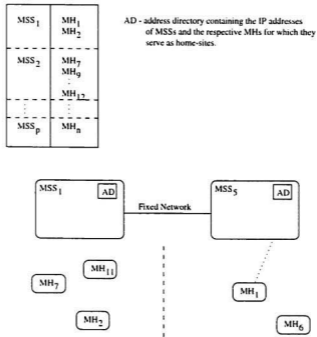 MSS1 MH1
MH2
MSS2 MH7
MH9
MH12
MSSp MHn
AD - address directory containing the IP addresses
of MSSs and the respective MHs for which they
serve as home-sites.
MSS1 AD
Fixed Network
MSS5 AD
MH11
MH7
MH2
MH1
MH6